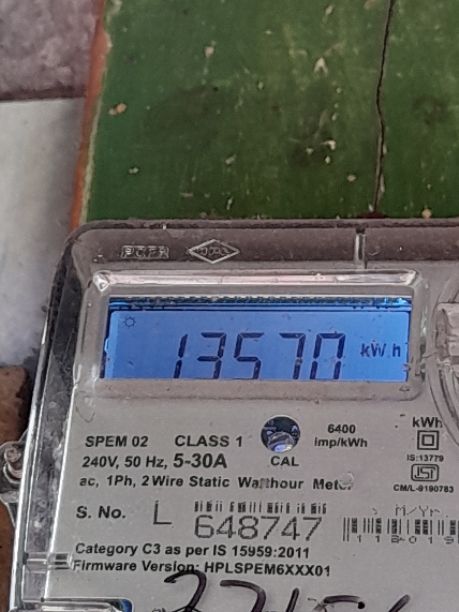 13570 kWh
SPEM 02 CLASS 1 6400 imp/kWh kWh
240V, 50 Hz, 5-30A CAL IS:13779
ac, 1Ph, 2 Wire Static Watthour Meter CM/L-9190783
S. No. L 648747 M/Yr.
Category C3 as per IS 15959:2011
Firmware Version: HPLSPEM6XXX01